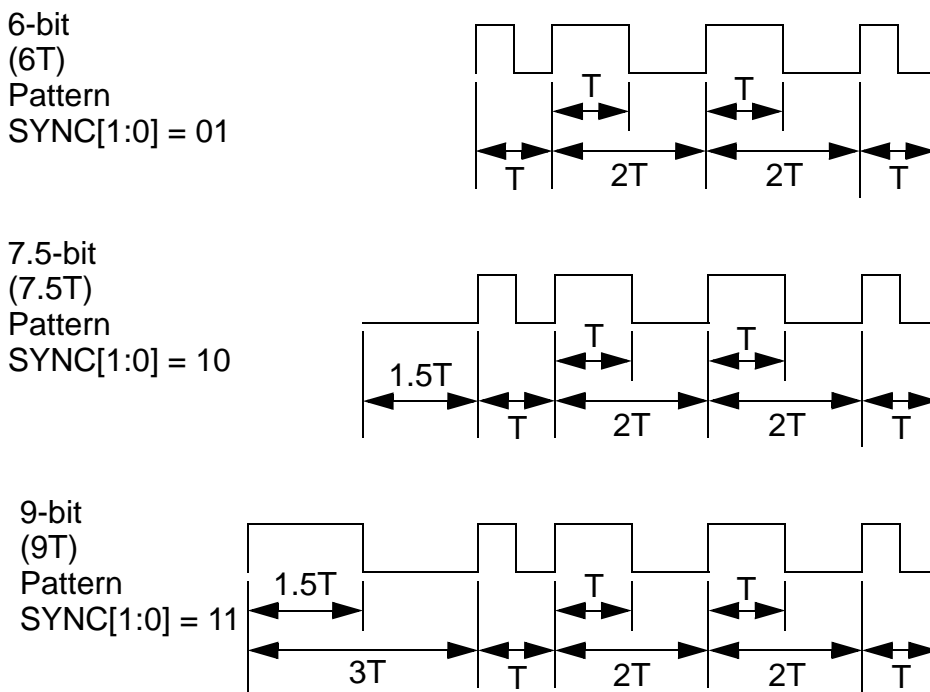 6-bit
(6T)
Pattern
SYNC[1:0] = 01
T
T
T
2T
2T
T
7.5-bit
(7.5T)
Pattern
SYNC[1:0] = 10
T
T
1.5T
T
2T
2T
T
9-bit
(9T)
Pattern
SYNC[1:0] = 11
1.5T
T
T
3T
T
2T
2T
T